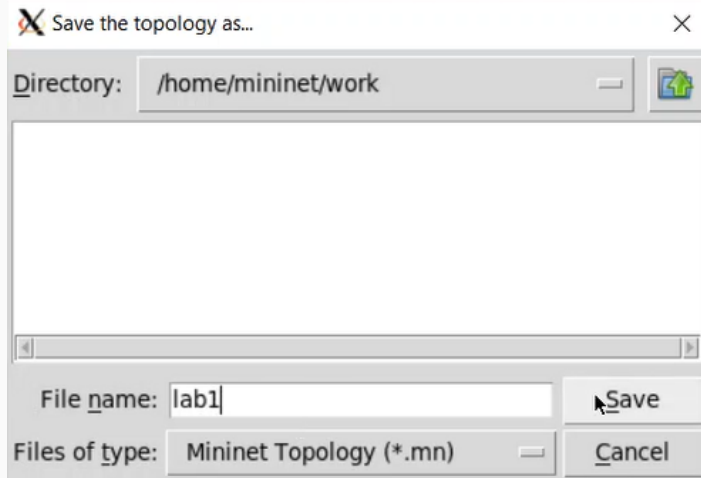 Save the topology as...
Directory: /home/mininet/work
File name: lab1 Save
Files of type: Mininet Topology (*.mn) Cancel